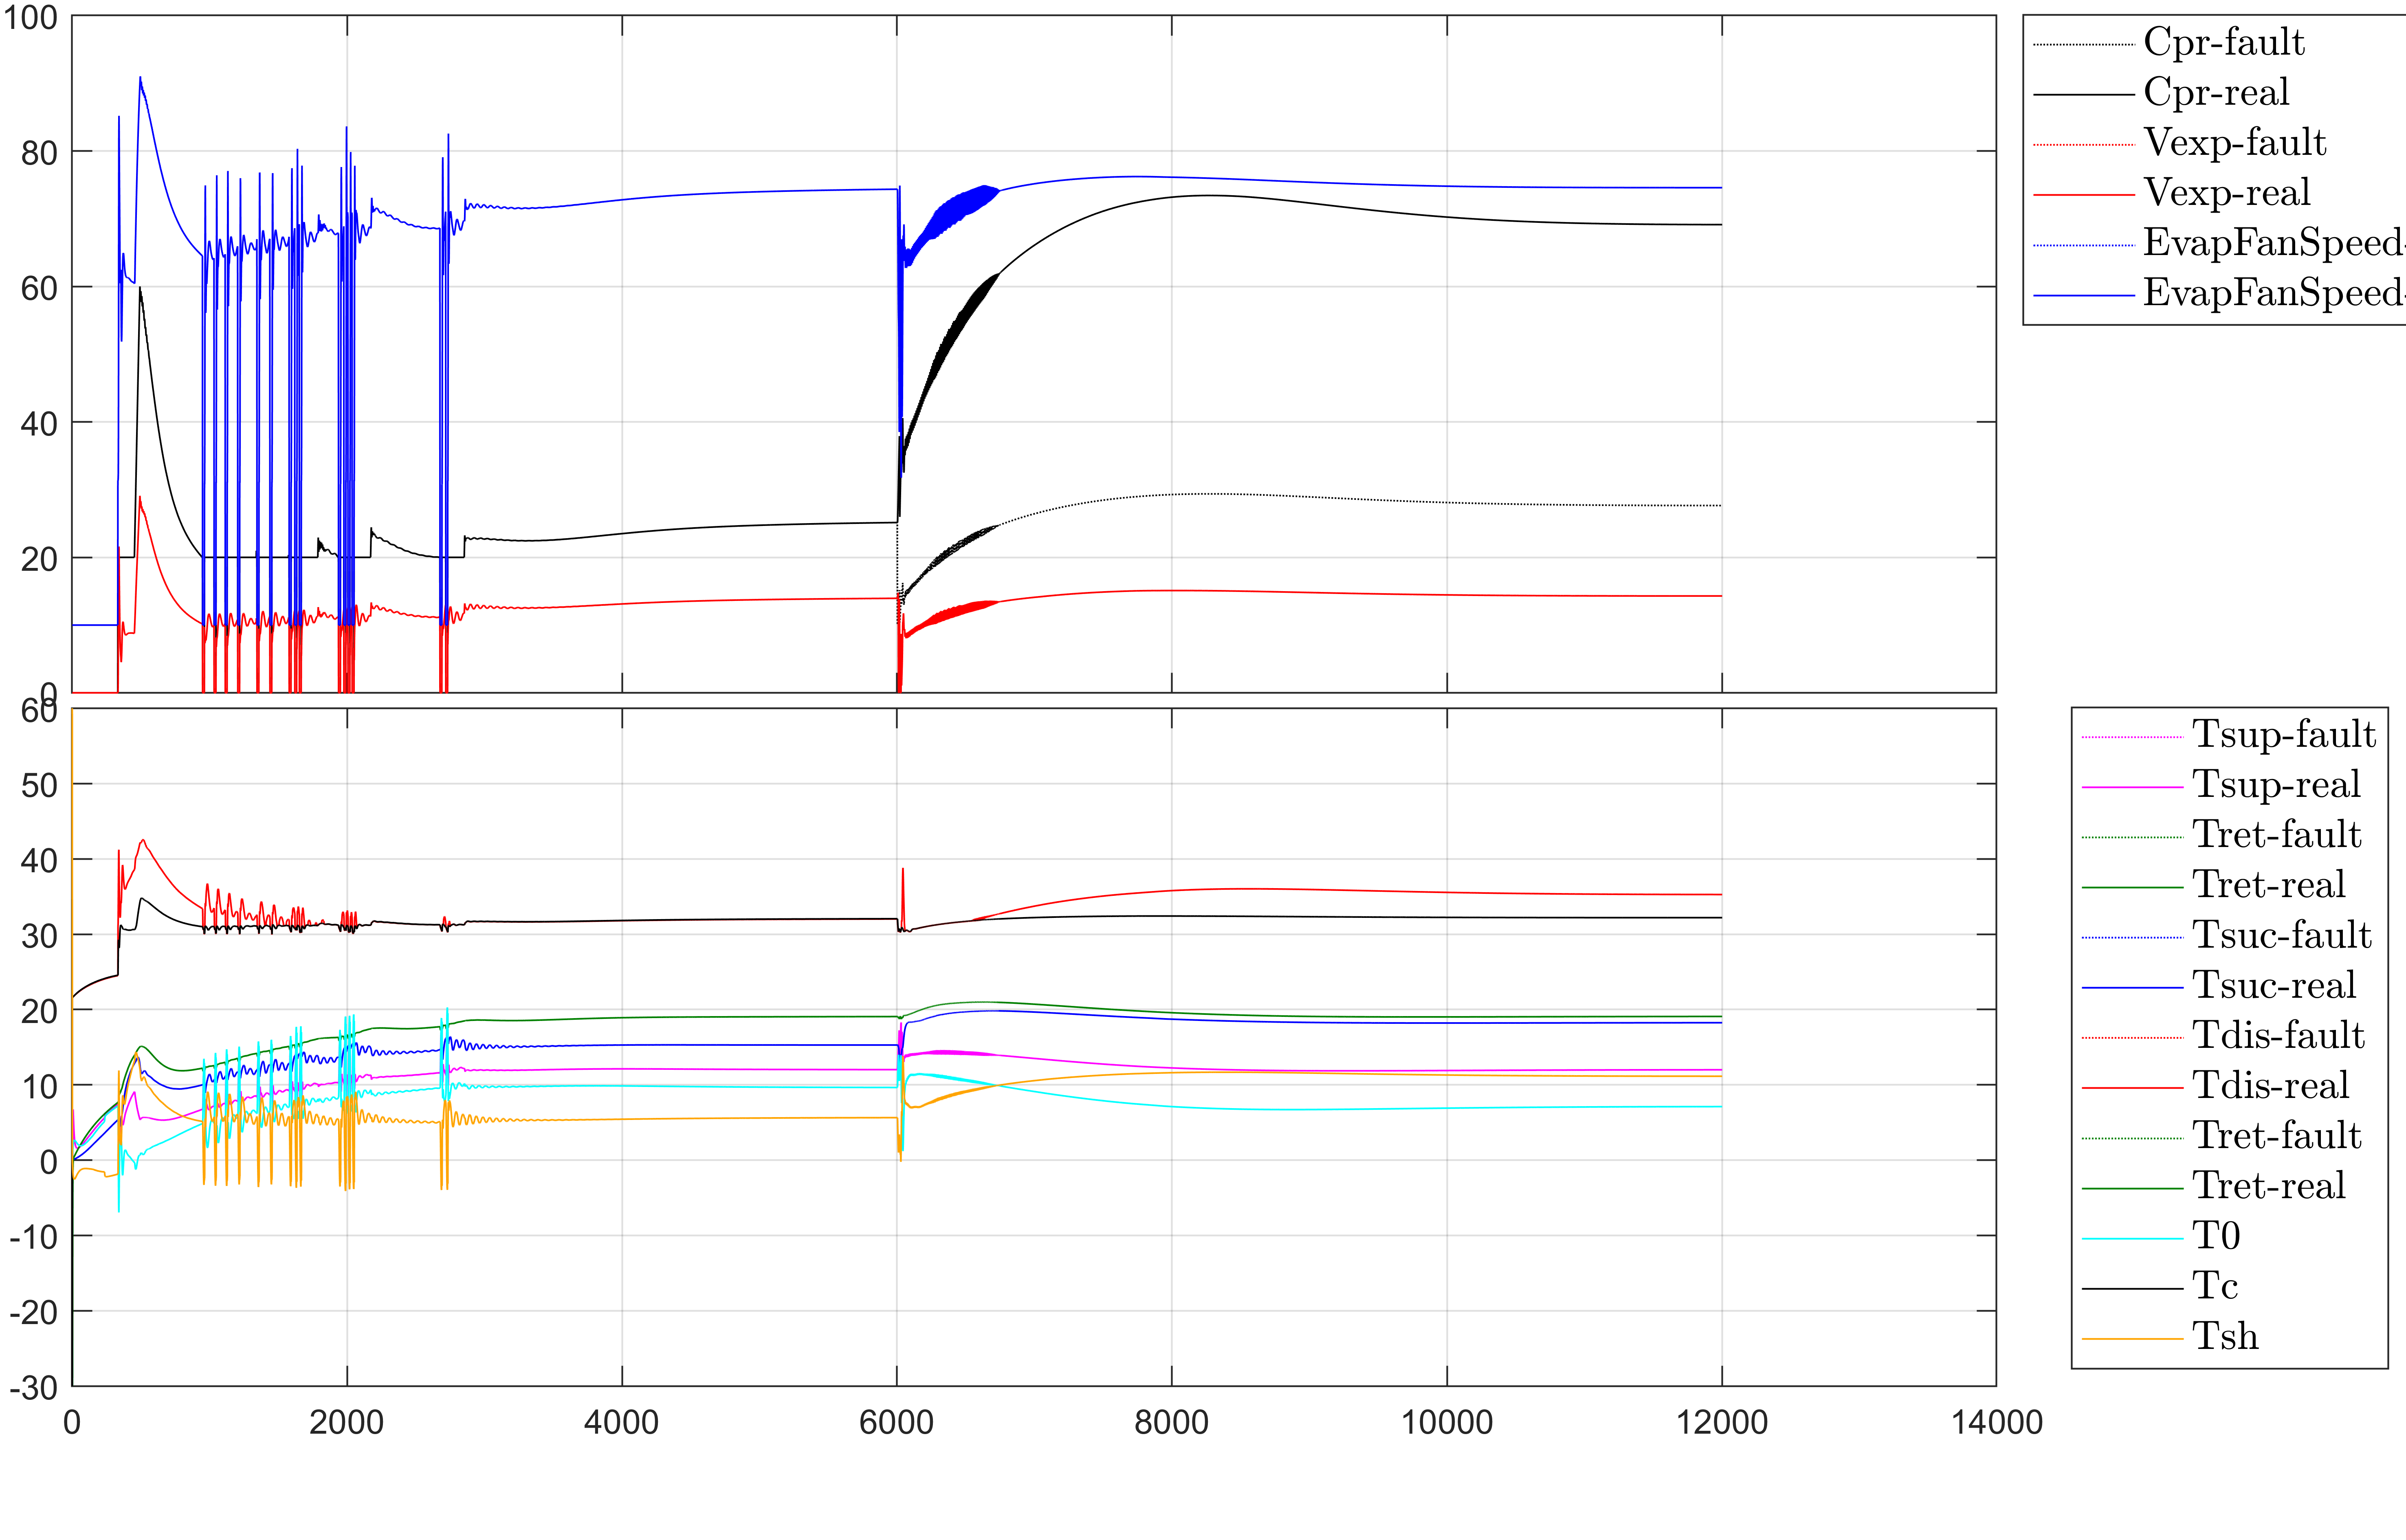 100
80
60
40
20
0
Cpr-fault
Cpr-real
Vexp-fault
Vexp-real
EvapFanSpeed-
EvapFanSpeed-
60
50
40
30
20
10
0
-10
-20
-30
0 2000 4000 6000 8000 10000 12000 14000
Tsup-fault
Tsup-real
Tret-fault
Tret-real
Tsuc-fault
Tsuc-real
Tdis-fault
Tdis-real
Tret-fault
Tret-real
T0
Tc
Tsh